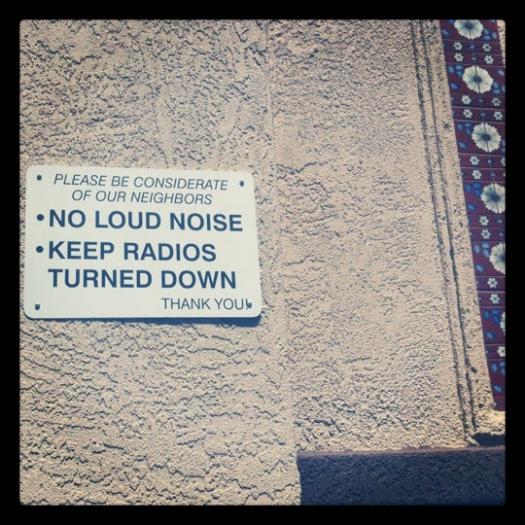 PLEASE BE CONSIDERATE
OF OUR NEIGHBORS
• NO LOUD NOISE
• KEEP RADIOS
TURNED DOWN
THANK YOU!